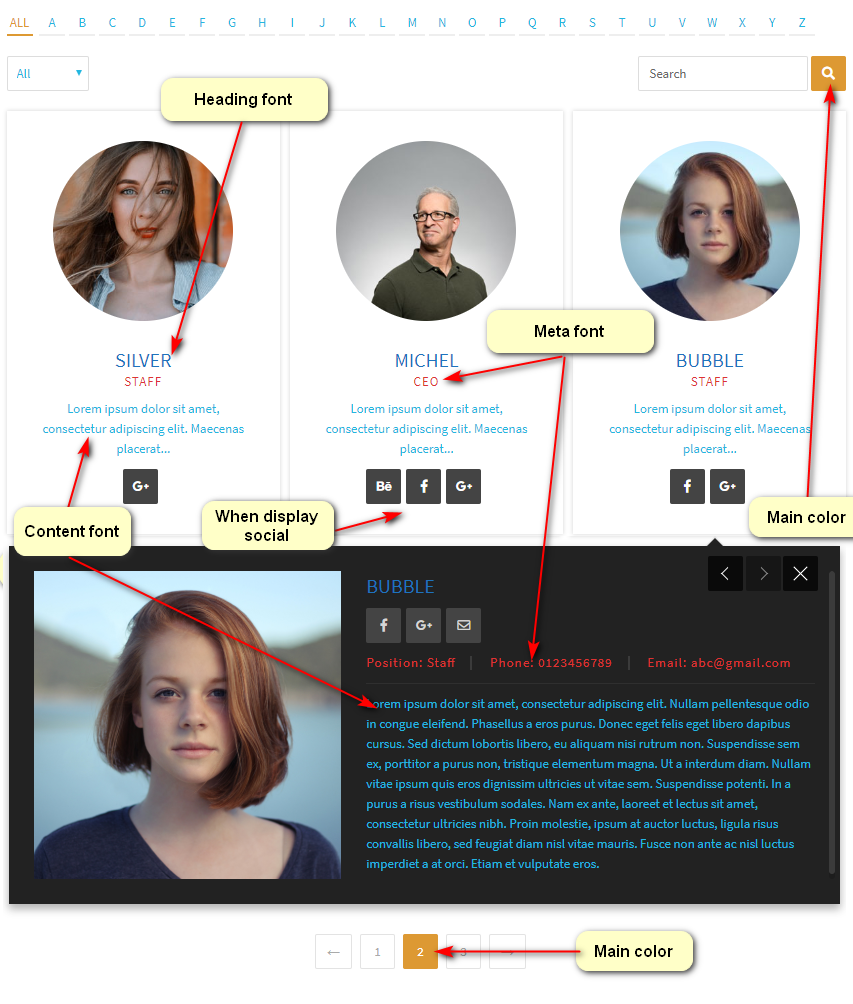 ALL A B C D E F G H I J K L M N O P Q R S T U V W X Y Z
All
Search
Heading font
Meta font
SILVER
MICHEL
BUBBLE
STAFF
CEO
STAFF
Lorem ipsum dolor sit amet,
consectetur adipiscing elit. Maecenas
placerat...
Lorem ipsum dolor sit amet,
consectetur adipiscing elit. Maecenas
placerat...
Lorem ipsum dolor sit amet,
consectetur adipiscing elit. Maecenas
placerat...
G+
Bē f G+
f G+
Content font
When display
social
Main color
BUBBLE
f G+
Position: Staff | Phone: 0123456789 | Email: abc@gmail.com
Lorem ipsum dolor sit amet, consectetur adipiscing elit. Nullam pellentesque odio
in congue eleifend. Phasellus a eros purus. Donec eget felis eget libero dapibus
cursus. Sed dictum lobortis libero, eu aliquam nisi rutrum non. Suspendisse sem
ex, porttitor a purus non, tristique elementum magna. Ut a interdum diam. Nullam
vitae ipsum quis eros dignissim ultricies ut vitae sem. Suspendisse potenti. In a
purus a risus vestibulum sodales. Nam ex ante, laoreet et lectus sit amet,
consectetur ultricies nibh. Proin molestie, ipsum at auctor luctus, ligula risus
convallis libero, sed feugiat diam nisl vitae mauris. Fusce non ante ac nisl luctus
imperdiet a at orci. Etiam et vulputate eros.
← 1 2 3 →
Main color